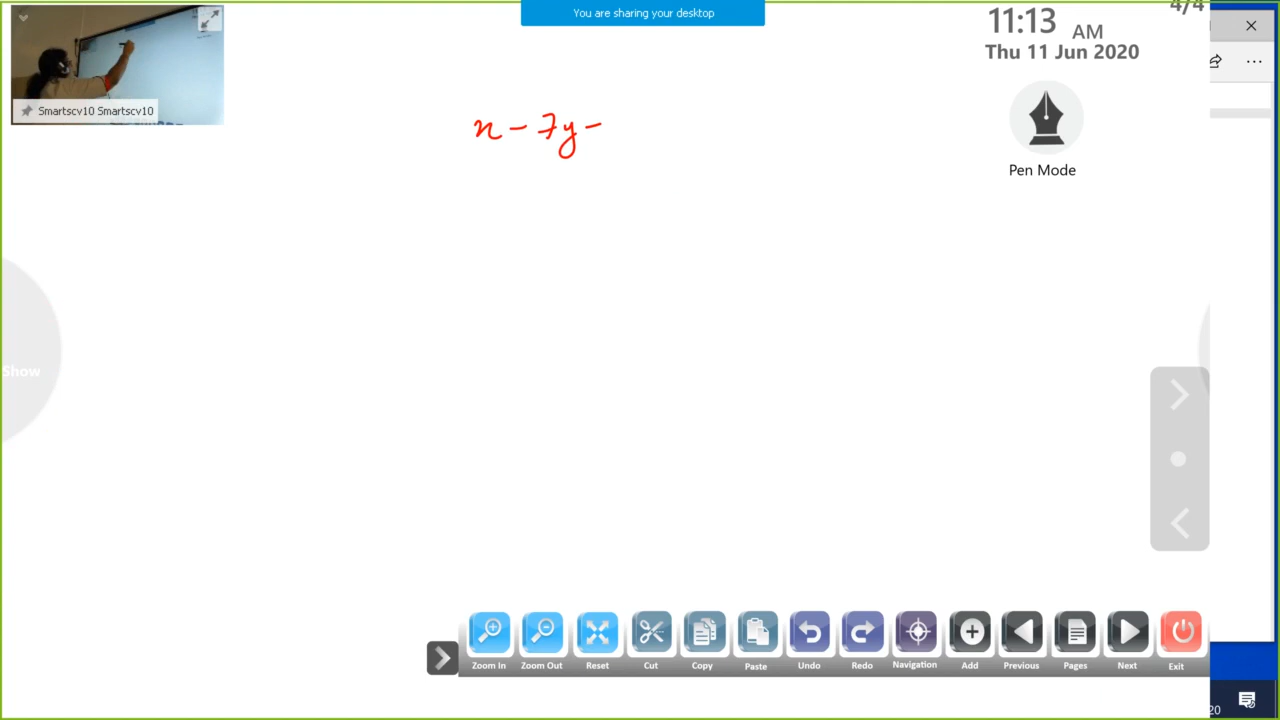 You are sharing your desktop
4/4
11:13 AM
Thu 11 Jun 2020
Smartscv10 Smartscv10
x - 7y -
Pen Mode
Show
Zoom In Zoom Out Reset Cut Copy Paste Undo Redo Navigation Add Previous Pages Next Exit
20